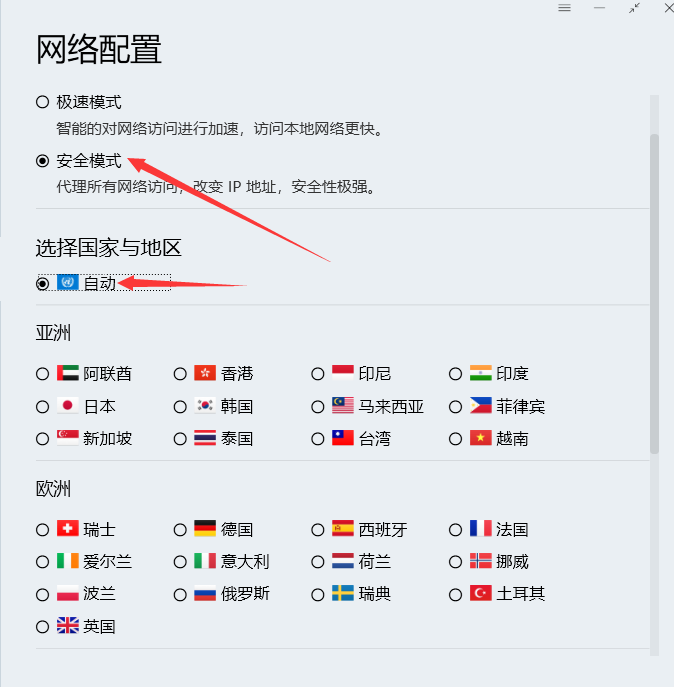 网络配置
极速模式
智能的对网络访问进行加速，访问本地网络更快。
安全模式
代理所有网络访问，改变 IP 地址，安全性极强。
选择国家与地区
自动
亚洲
阿联酋 香港 印尼 印度
日本 韩国 马来西亚 菲律宾
新加坡 泰国 台湾 越南
欧洲
瑞士 德国 西班牙 法国
爱尔兰 意大利 荷兰 挪威
波兰 俄罗斯 瑞典 土耳其
英国